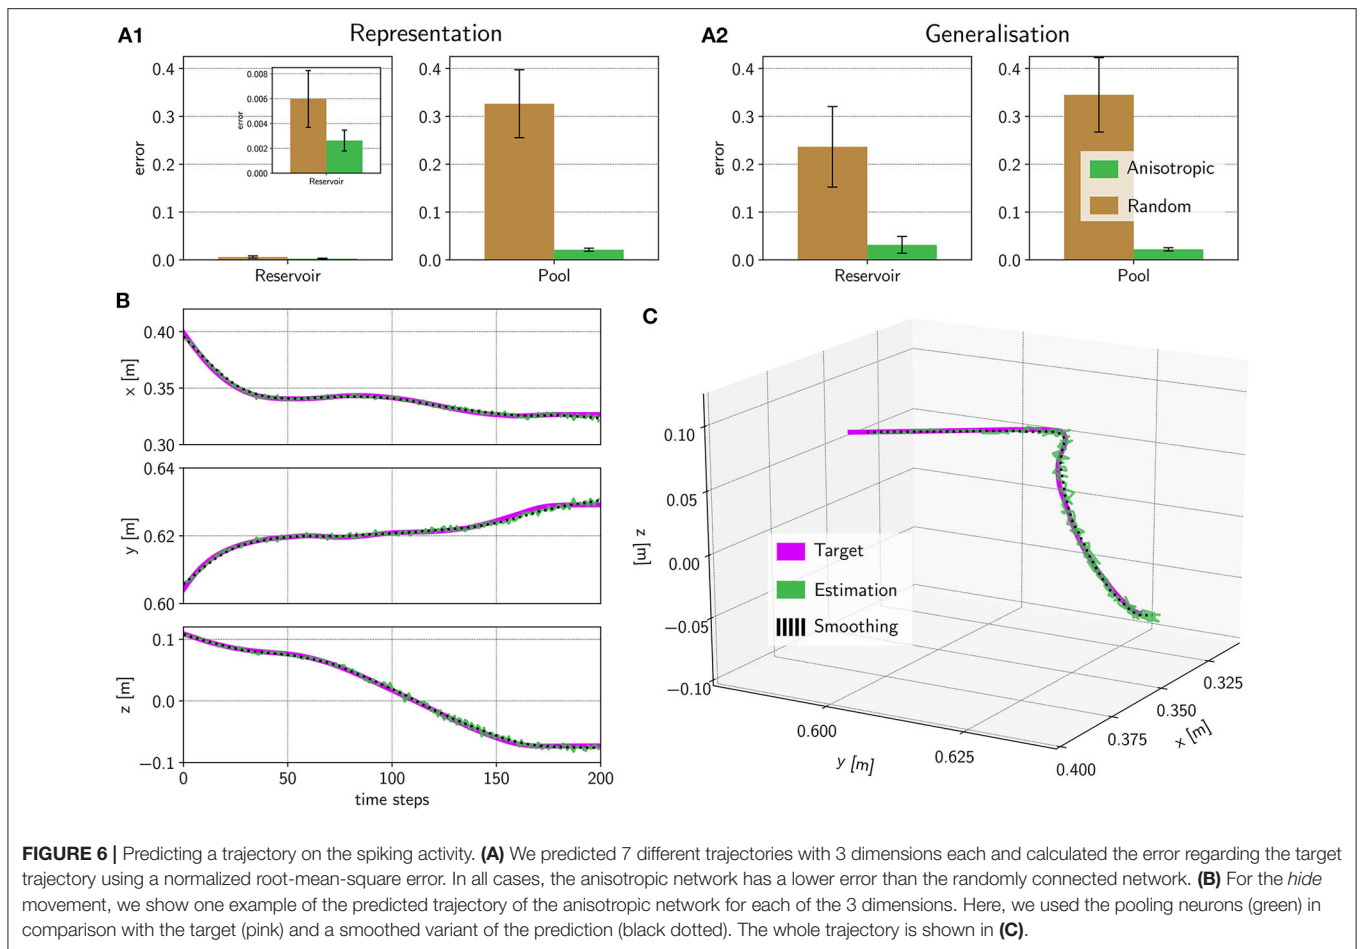 A1
Representation
A2
Generalisation
0.4
0.3
0.2
0.1
0.0
error
0.008
0.006
0.004
0.002
0.000
error
Reservoir
Reservoir
0.4
0.3
0.2
0.1
0.0
Pool
0.4
0.3
0.2
0.1
0.0
error
Reservoir
0.4
0.3
0.2
0.1
0.0
Anisotropic
Random
Pool
B
0.40
0.35
0.30
x [m]
0.64
0.62
0.60
y [m]
0.1
0.0
−0.1
z [m]
0
50
100
150
200
time steps
C
0.10
0.05
0.00
−0.05
−0.10
z [m]
Target
Estimation
Smoothing
0.600
0.625
y [m]
0.325
0.350
0.375
0.400
x [m]
FIGURE 6 | Predicting a trajectory on the spiking activity. (A) We predicted 7 different trajectories with 3 dimensions each and calculated the error regarding the target
trajectory using a normalized root-mean-square error. In all cases, the anisotropic network has a lower error than the randomly connected network. (B) For the hide
movement, we show one example of the predicted trajectory of the anisotropic network for each of the 3 dimensions. Here, we used the pooling neurons (green) in
comparison with the target (pink) and a smoothed variant of the prediction (black dotted). The whole trajectory is shown in (C).